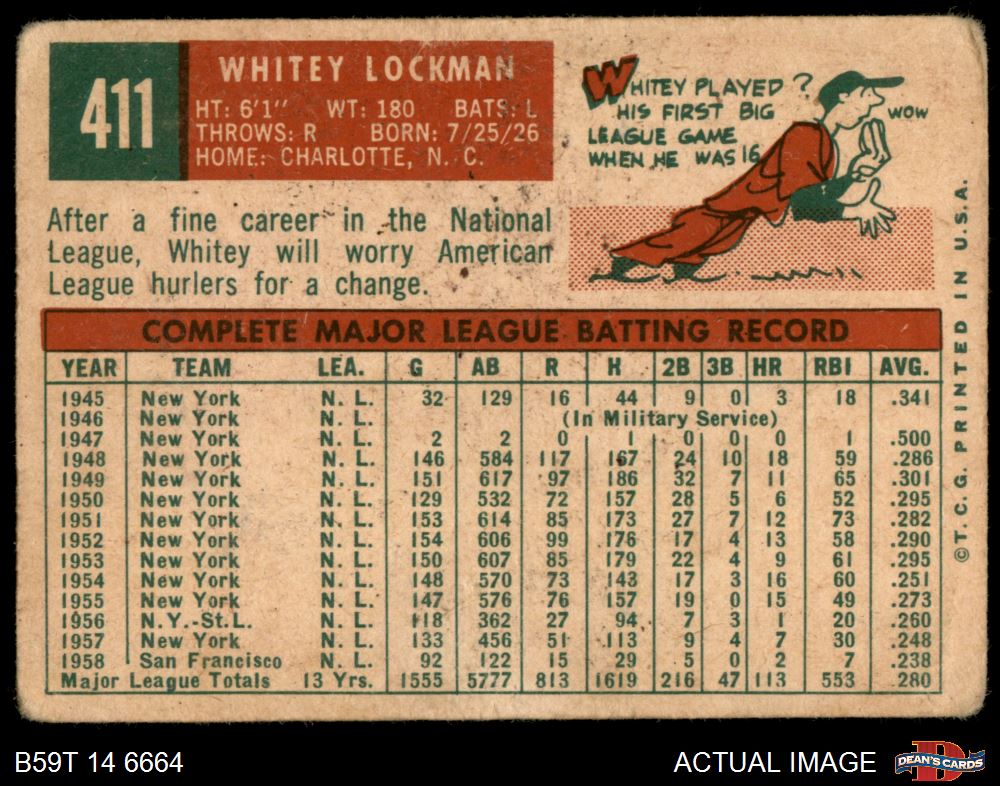 411
WHITEY LOCKMAN
HT: 6'1" WT: 180 BATS: L
THROWS: R BORN: 7/25/26
HOME: CHARLOTTE, N. C.
WHITEY PLAYED ?
HIS FIRST BIG
LEAGUE GAME
WHEN HE WAS 16
WOW
After a fine career in the National
League, Whitey will worry American
League hurlers for a change.
COMPLETE MAJOR LEAGUE BATTING RECORD
YEAR TEAM LEA. G AB R H 2B 3B HR RBI AVG.
1945 New York N. L. 32 129 16 44 9 0 3 18 .341
1946 New York N. L. (In Military Service)
1947 New York N. L. 2 2 0 1 0 0 0 1 .500
1948 New York N. L. 146 584 117 167 24 10 18 59 .286
1949 New York N. L. 151 617 97 186 32 7 11 65 .301
1950 New York N. L. 129 532 72 157 28 5 6 52 .295
1951 New York N. L. 153 614 85 173 27 7 12 73 .282
1952 New York N. L. 154 606 99 176 17 4 13 58 .290
1953 New York N. L. 150 607 85 179 22 4 9 61 .295
1954 New York N. L. 148 570 73 143 17 3 16 60 .251
1955 New York N. L. 147 576 76 157 19 0 15 49 .273
1956 N.Y.-St.L. N. L. 118 362 27 94 7 3 1 20 .260
1957 New York N. L. 133 456 51 113 9 4 7 30 .248
1958 San Francisco N. L. 92 122 15 29 5 0 2 7 .238
Major League Totals 13 Yrs. 1555 5777 813 1619 216 47 113 553 .280
©T. C. G. PRINTED IN U.S.A.
B59T 14 6664
ACTUAL IMAGE
DEAN'S CARDS